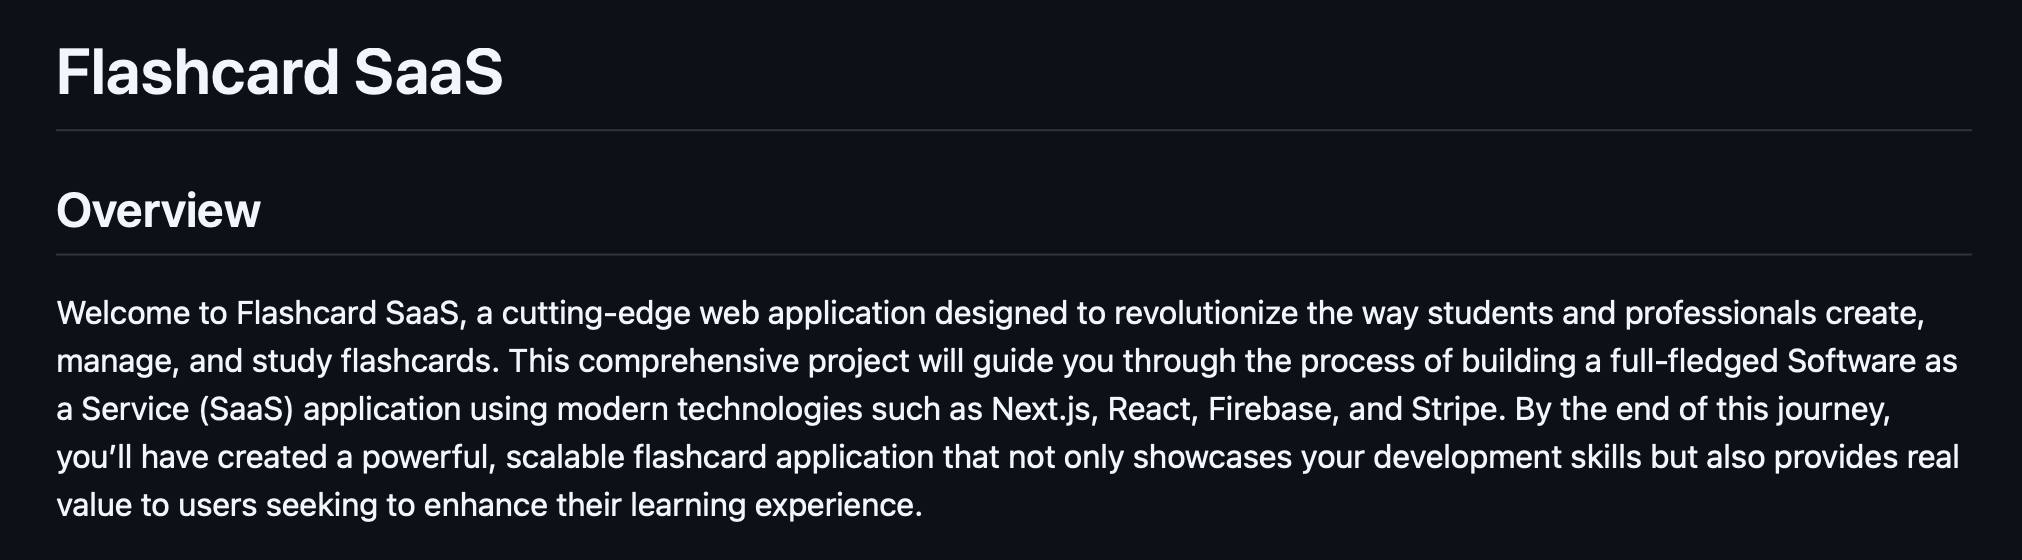 Flashcard SaaS
Overview
Welcome to Flashcard SaaS, a cutting-edge web application designed to revolutionize the way students and professionals create,
manage, and study flashcards. This comprehensive project will guide you through the process of building a full-fledged Software as
a Service (SaaS) application using modern technologies such as Next.js, React, Firebase, and Stripe. By the end of this journey,
you’ll have created a powerful, scalable flashcard application that not only showcases your development skills but also provides real
value to users seeking to enhance their learning experience.